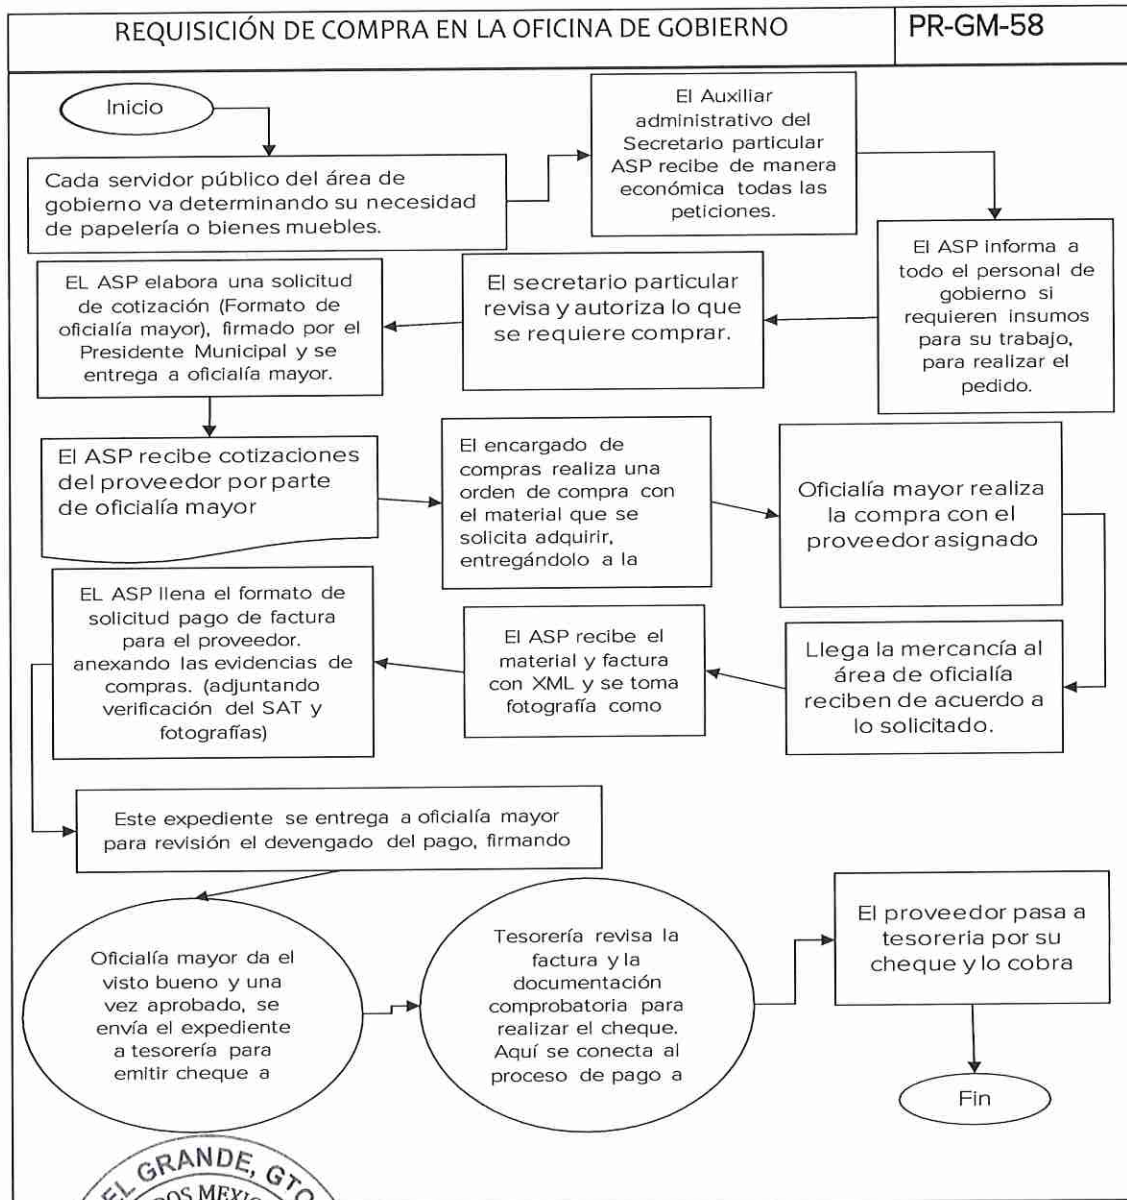 REQUISICIÓN DE COMPRA EN LA OFICINA DE GOBIERNO
PR-GM-58
Inicio
Cada servidor público del área de
gobierno va determinando su necesidad
de papelería o bienes muebles.
El Auxiliar
administrativo del
Secretario particular
ASP recibe de manera
económica todas las
peticiones.
El ASP informa a
todo el personal de
gobierno si
requieren insumos
para su trabajo,
para realizar el
pedido.
El secretario particular
revisa y autoriza lo que
se requiere comprar.
EL ASP elabora una solicitud
de cotización (Formato de
oficialía mayor), firmado por el
Presidente Municipal y se
entrega a oficialía mayor.
El ASP recibe cotizaciones
del proveedor por parte
de oficialía mayor
El encargado de
compras realiza una
orden de compra con
el material que se
solicita adquirir,
entregándolo a la
Oficialía mayor realiza
la compra con el
proveedor asignado
Llega la mercancía al
área de oficialía
reciben de acuerdo a
lo solicitado.
El ASP recibe el
material y factura
con XML y se toma
fotografía como
EL ASP llena el formato de
solicitud pago de factura
para el proveedor.
anexando las evidencias de
compras. (adjuntando
verificación del SAT y
fotografías)
Este expediente se entrega a oficialía mayor
para revisión el devengado del pago, firmando
Oficialía mayor da el
visto bueno y una
vez aprobado, se
envía el expediente
a tesorería para
emitir cheque a
Tesorería revisa la
factura y la
documentación
comprobatoria para
realizar el cheque.
Aquí se conecta al
proceso de pago a
El proveedor pasa a
tesoreria por su
cheque y lo cobra
Fin
EL GRANDE, GTO